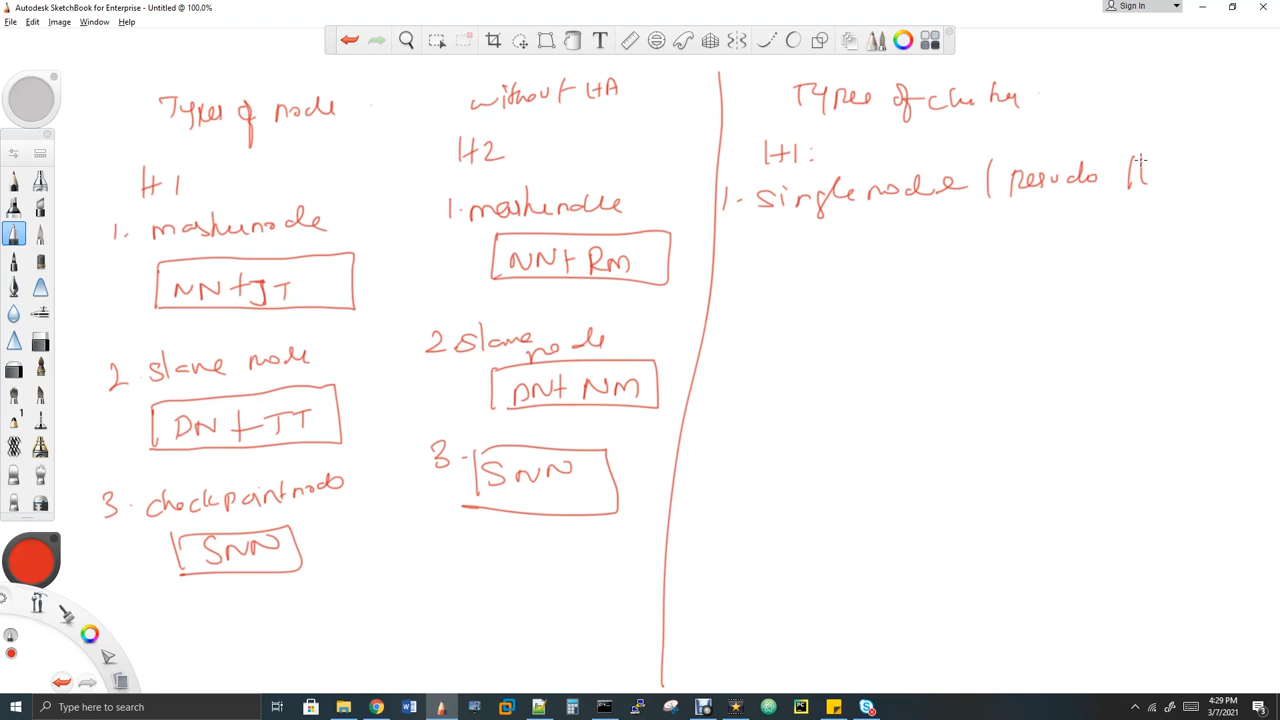 Autodesk SketchBook for Enterprise - Untitled @ 100.0%
Sign In
File Edit Image Window Help
Types of node
H1
1. masternode
NN+JT
2 slave node
DN+TT
3. checkpointnode
SNN
without HA
H2
1. masternode
NN+RM
2 slave node
DN+ NM
3.
SNN
Types of cluster
H1:
1. single node ( pseudo
1
Type here to search
4:29 PM
3/7/2021
3